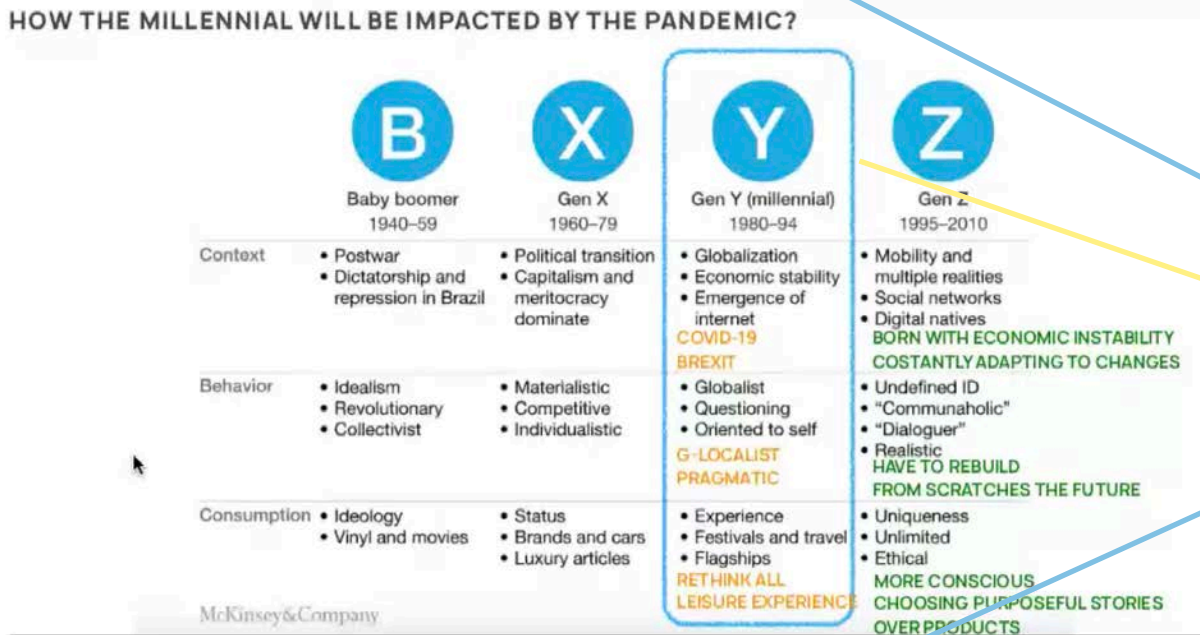 HOW THE MILLENNIAL WILL BE IMPACTED BY THE PANDEMIC?
B
X
Y
Z
Baby boomer
1940–59
Gen X
1960–79
Gen Y (millennial)
1980–94
Gen Z
1995–2010
Context
• Postwar
• Dictatorship and
repression in Brazil
• Political transition
• Capitalism and
meritocracy
dominate
• Globalization
• Economic stability
• Emergence of
internet
COVID-19
BREXIT
• Mobility and
multiple realities
• Social networks
• Digital natives
BORN WITH ECONOMIC INSTABILITY
COSTANTLY ADAPTING TO CHANGES
Behavior
• Idealism
• Revolutionary
• Collectivist
• Materialistic
• Competitive
• Individualistic
• Globalist
• Questioning
• Oriented to self
G-LOCALIST
PRAGMATIC
• Undefined ID
• “Communaholic”
• “Dialoguer”
• Realistic
HAVE TO REBUILD
FROM SCRATCHES THE FUTURE
Consumption
• Ideology
• Vinyl and movies
• Status
• Brands and cars
• Luxury articles
• Experience
• Festivals and travel
• Flagships
RETHINK ALL
LEISURE EXPERIENCE
• Uniqueness
• Unlimited
• Ethical
MORE CONSCIOUS
CHOOSING PURPOSEFUL STORIES
OVER PRODUCTS
McKinsey&Company